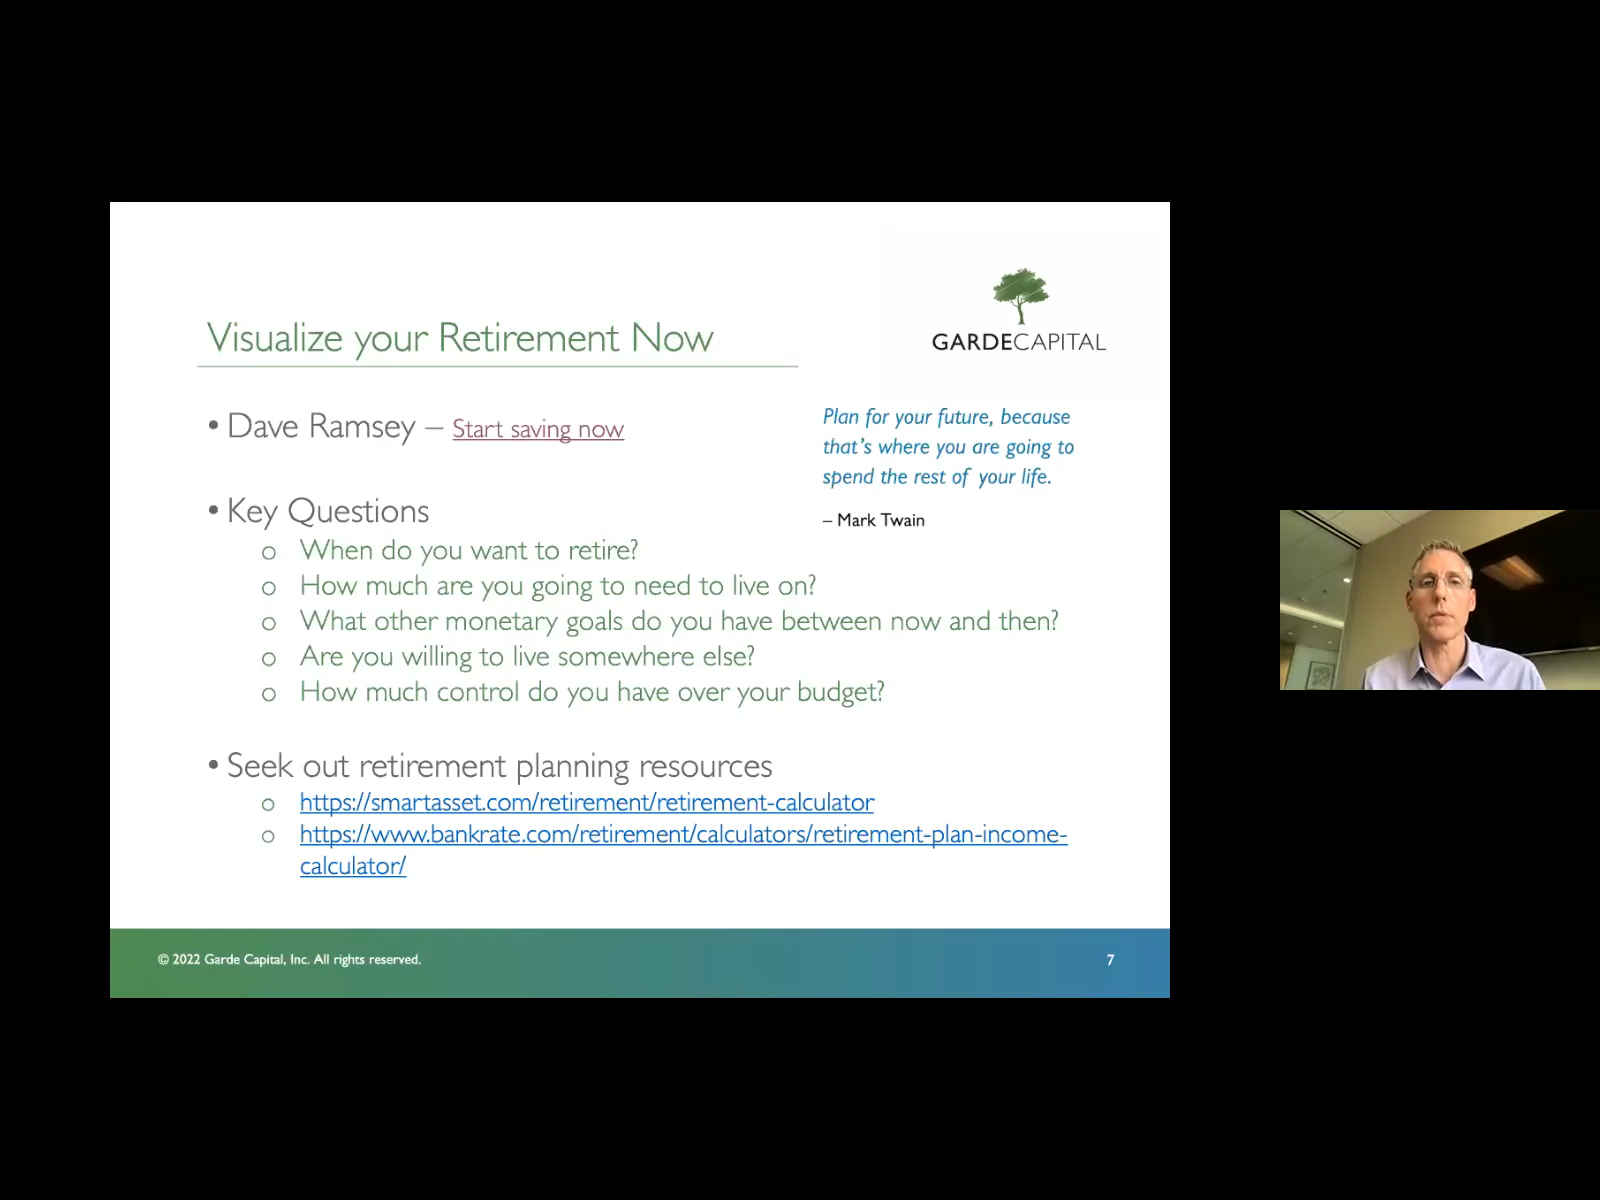 GARDECAPITAL
Visualize your Retirement Now
• Dave Ramsey – Start saving now
Plan for your future, because
that's where you are going to
spend the rest of your life.
– Mark Twain
• Key Questions
o When do you want to retire?
o How much are you going to need to live on?
o What other monetary goals do you have between now and then?
o Are you willing to live somewhere else?
o How much control do you have over your budget?
• Seek out retirement planning resources
o https://smartasset.com/retirement/retirement-calculator
o https://www.bankrate.com/retirement/calculators/retirement-plan-income-
calculator/
© 2022 Garde Capital, Inc. All rights reserved.
7